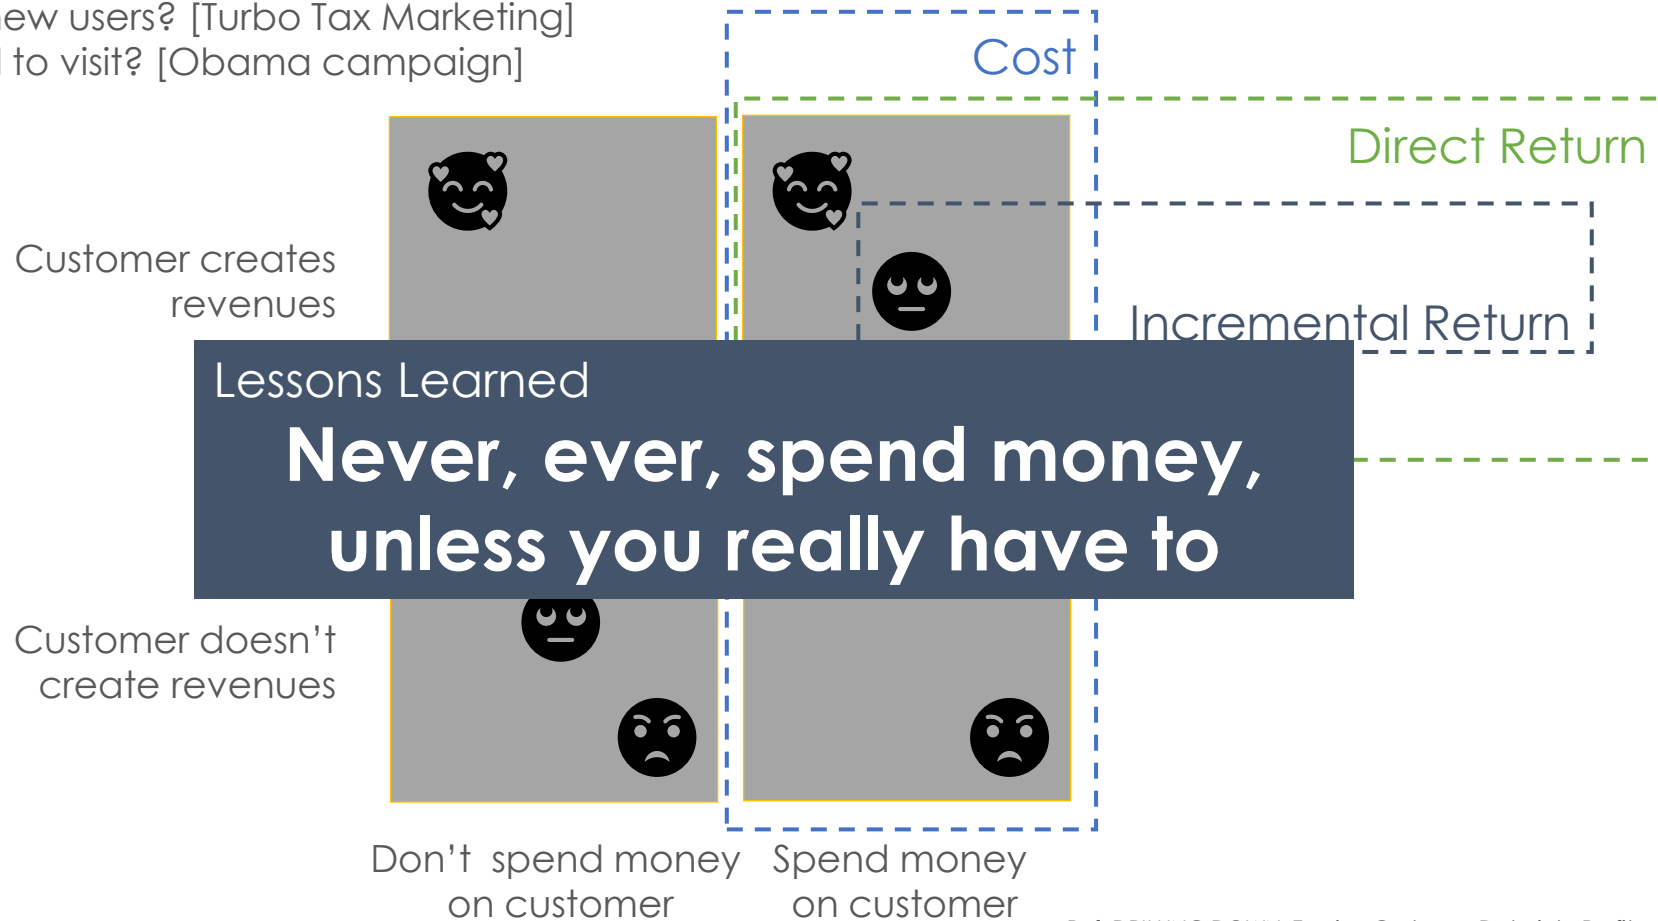 new users? [Turbo Tax Marketing]
to visit? [Obama campaign]
Cost
Direct Return
Customer creates
revenues
Incremental Return
Lessons Learned
Never, ever, spend money,
unless you really have to
Customer doesn't
create revenues
Don't spend money
on customer
Spend money
on customer